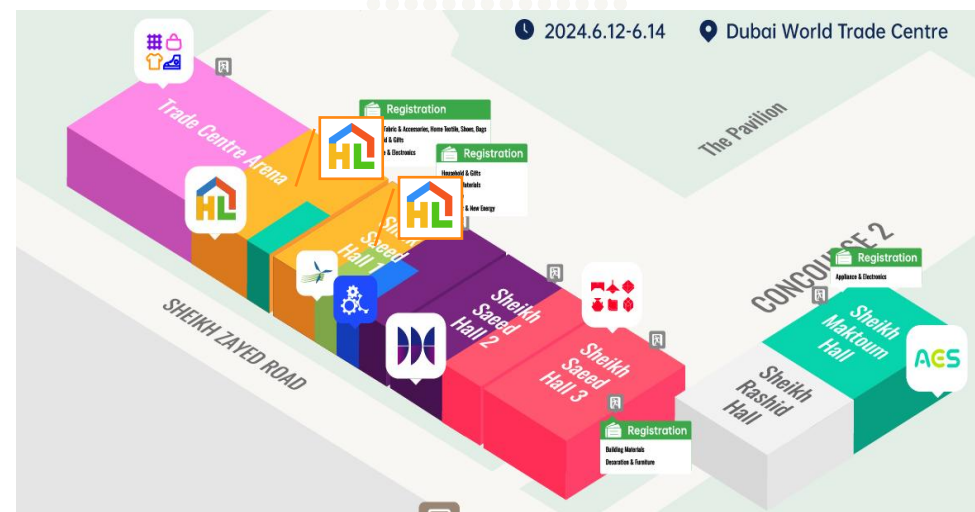 2024.6.12-6.14
Dubai World Trade Centre
Trade Centre Arena
Registration
Fabric & Accessories, Home Textile, Shoes, Bags
& Gifts
& Electronics
Registration
Household & Gifts
& New Energy
The Pavilion
HL
HL
HL
Saeed
Hall 1
Sheikh
Saeed
Hall 2
Sheikh
Saeed
Hall 3
SHEIKH ZAYED ROAD
CONCOURSE 2
Registration
Appliance & Electronics
Sheikh
Maktoum
Hall
AES
Sheikh
Rashid
Hall
Registration
Building Materials
Decoration & Furniture